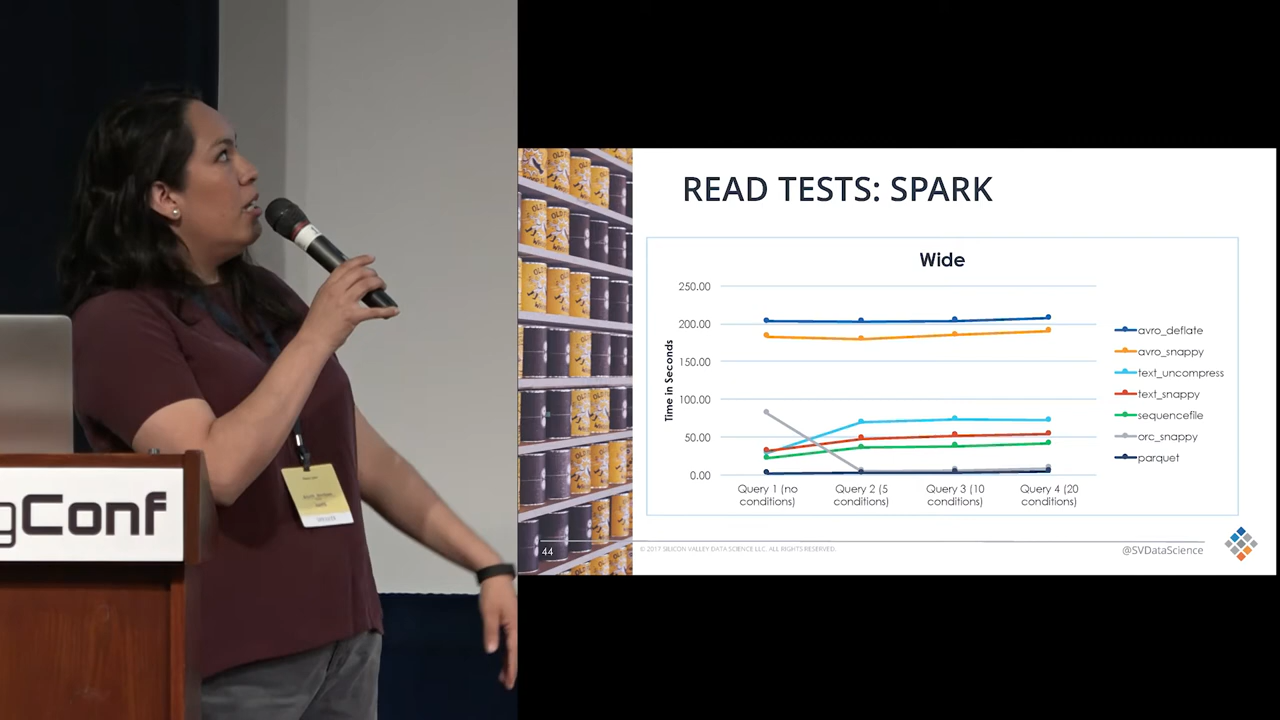 gConf
READ TESTS: SPARK
Wide
250.00
200.00
150.00
100.00
50.00
0.00
Time in Seconds
Query 1 (no
conditions)
Query 2 (5
conditions)
Query 3 (10
conditions)
Query 4 (20
conditions)
avro_deflate
avro_snappy
text_uncompress
text_snappy
sequencefile
orc_snappy
parquet
44
© 2017 SILICON VALLEY DATA SCIENCE LLC. ALL RIGHTS RESERVED.
@SVDataScience